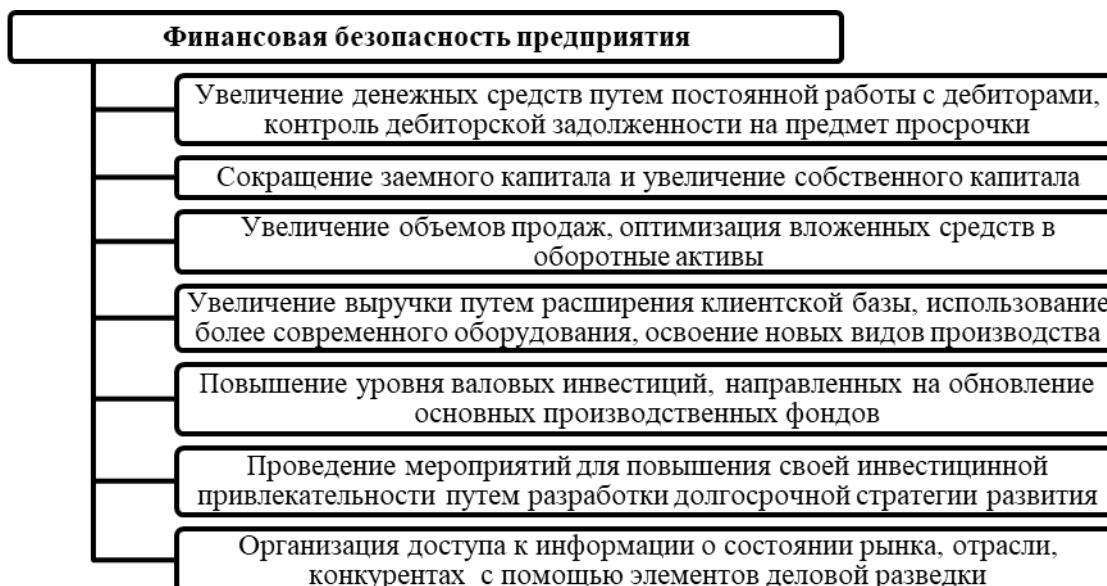 Финансовая безопасность предприятия
Увеличение денежных средств путем постоянной работы с дебиторами,
контроль дебиторской задолженности на предмет просрочки
Сокращение заемного капитала и увеличение собственного капитала
Увеличение объемов продаж, оптимизация вложенных средств в
оборотные активы
Увеличение выручки путем расширения клиентской базы, использование
более современного оборудования, освоение новых видов производства
Повышение уровня валовых инвестиций, направленных на обновление
основных производственных фондов
Проведение мероприятий для повышения своей инвестицинной
привлекательности путем разработки долгосрочной стратегии развития
Организация доступа к информации о состоянии рынка, отрасли,
конкурентах с помощью элементов деловой разведки